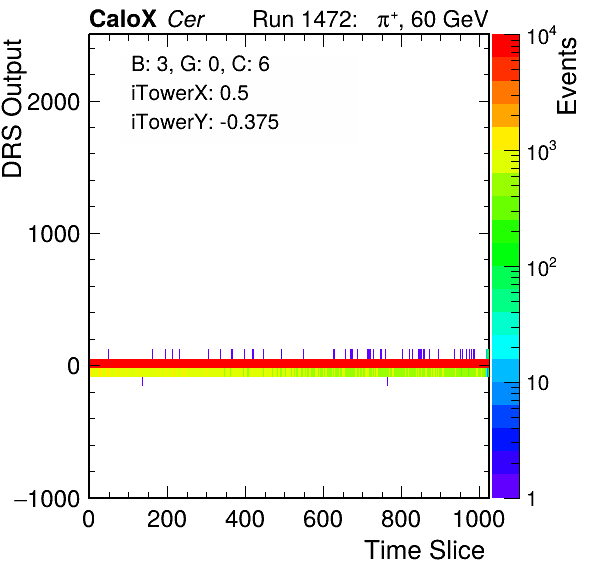 CaloX Cer Run 1472: π⁺, 60 GeV
B: 3, G: 0, C: 6
iTowerX: 0.5
iTowerY: -0.375
DRS Output
2000
1000
0
−1000
0 200 400 600 800 1000
Time Slice
10⁴
10³
10²
10
1
Events